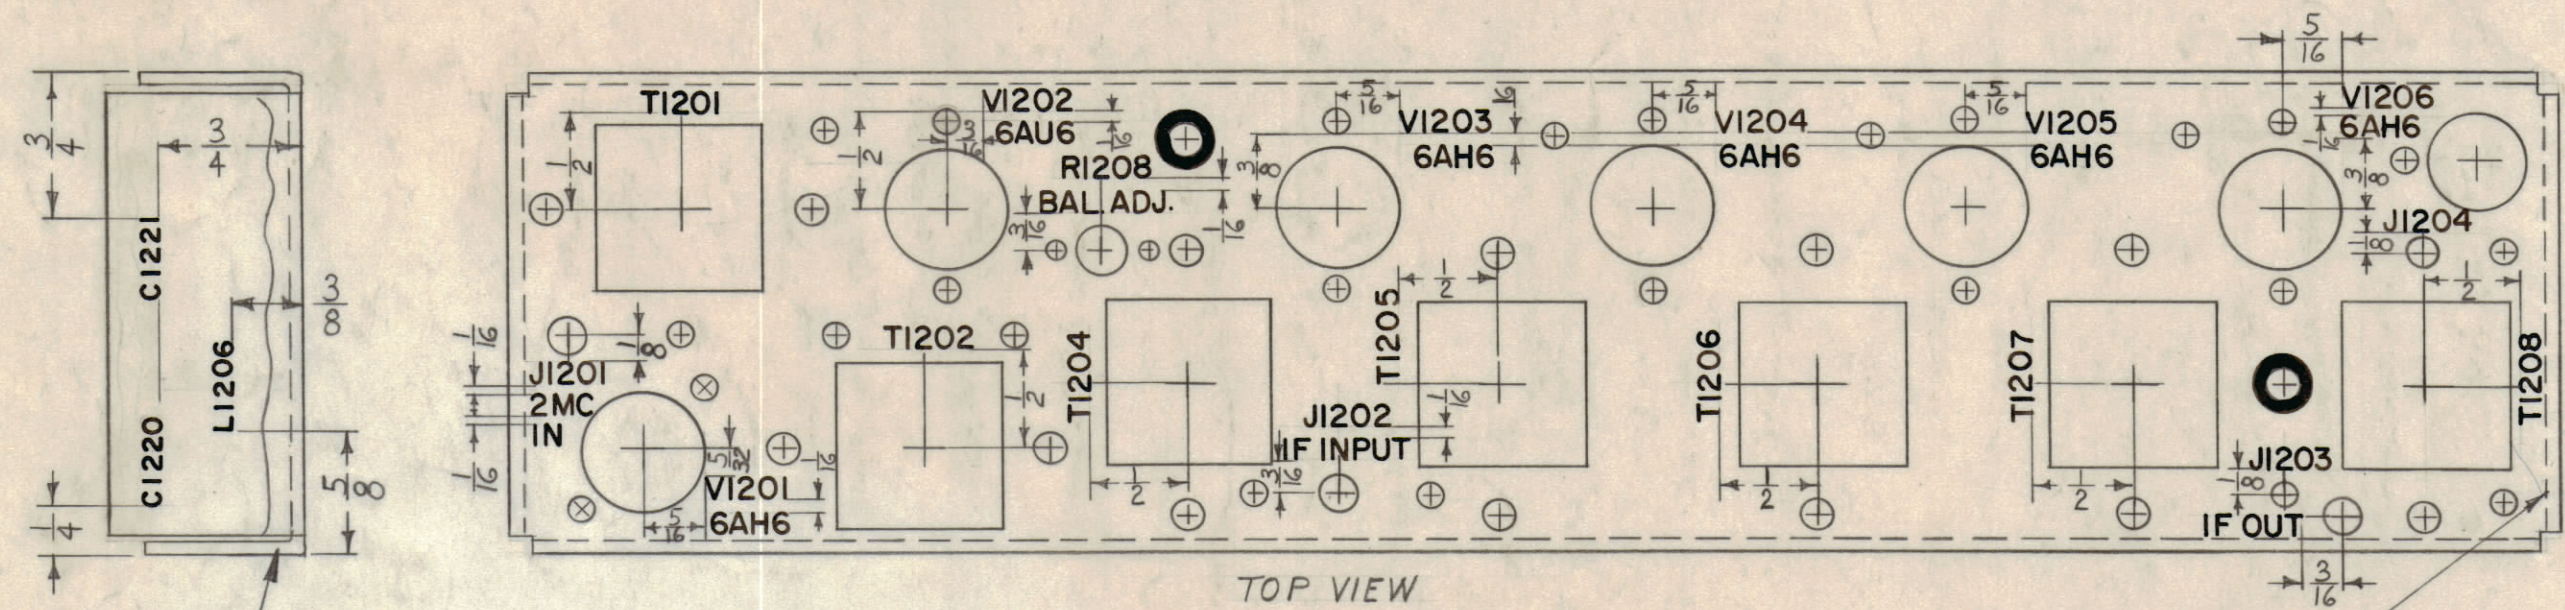 3/4
3/4
C1221
C1220
L1206
3/8
5/8
1/4
T1201
1/2
1/2
V1202
6AU6
3/16
1/16
R1208
BAL. ADJ.
3/16
1/16
3/8
5/16
V1203
6AH6
16
5/16
V1204
6AH6
5/16
V1205
6AH6
5/16
V1206
6AH6
1/16
3/8
J1204
1/8
1/2
1/16
1/8
J1201
2MC
IN
1/16
5/32
V1201
6AH6
5/16
1/16
T1202
1/2
T1204
1/2
T1205
1/2
J1202
IF INPUT
1/16
3/16
T1206
1/2
T1207
1/2
T1208
J1203
1/8
IF OUT
3/16
TOP VIEW